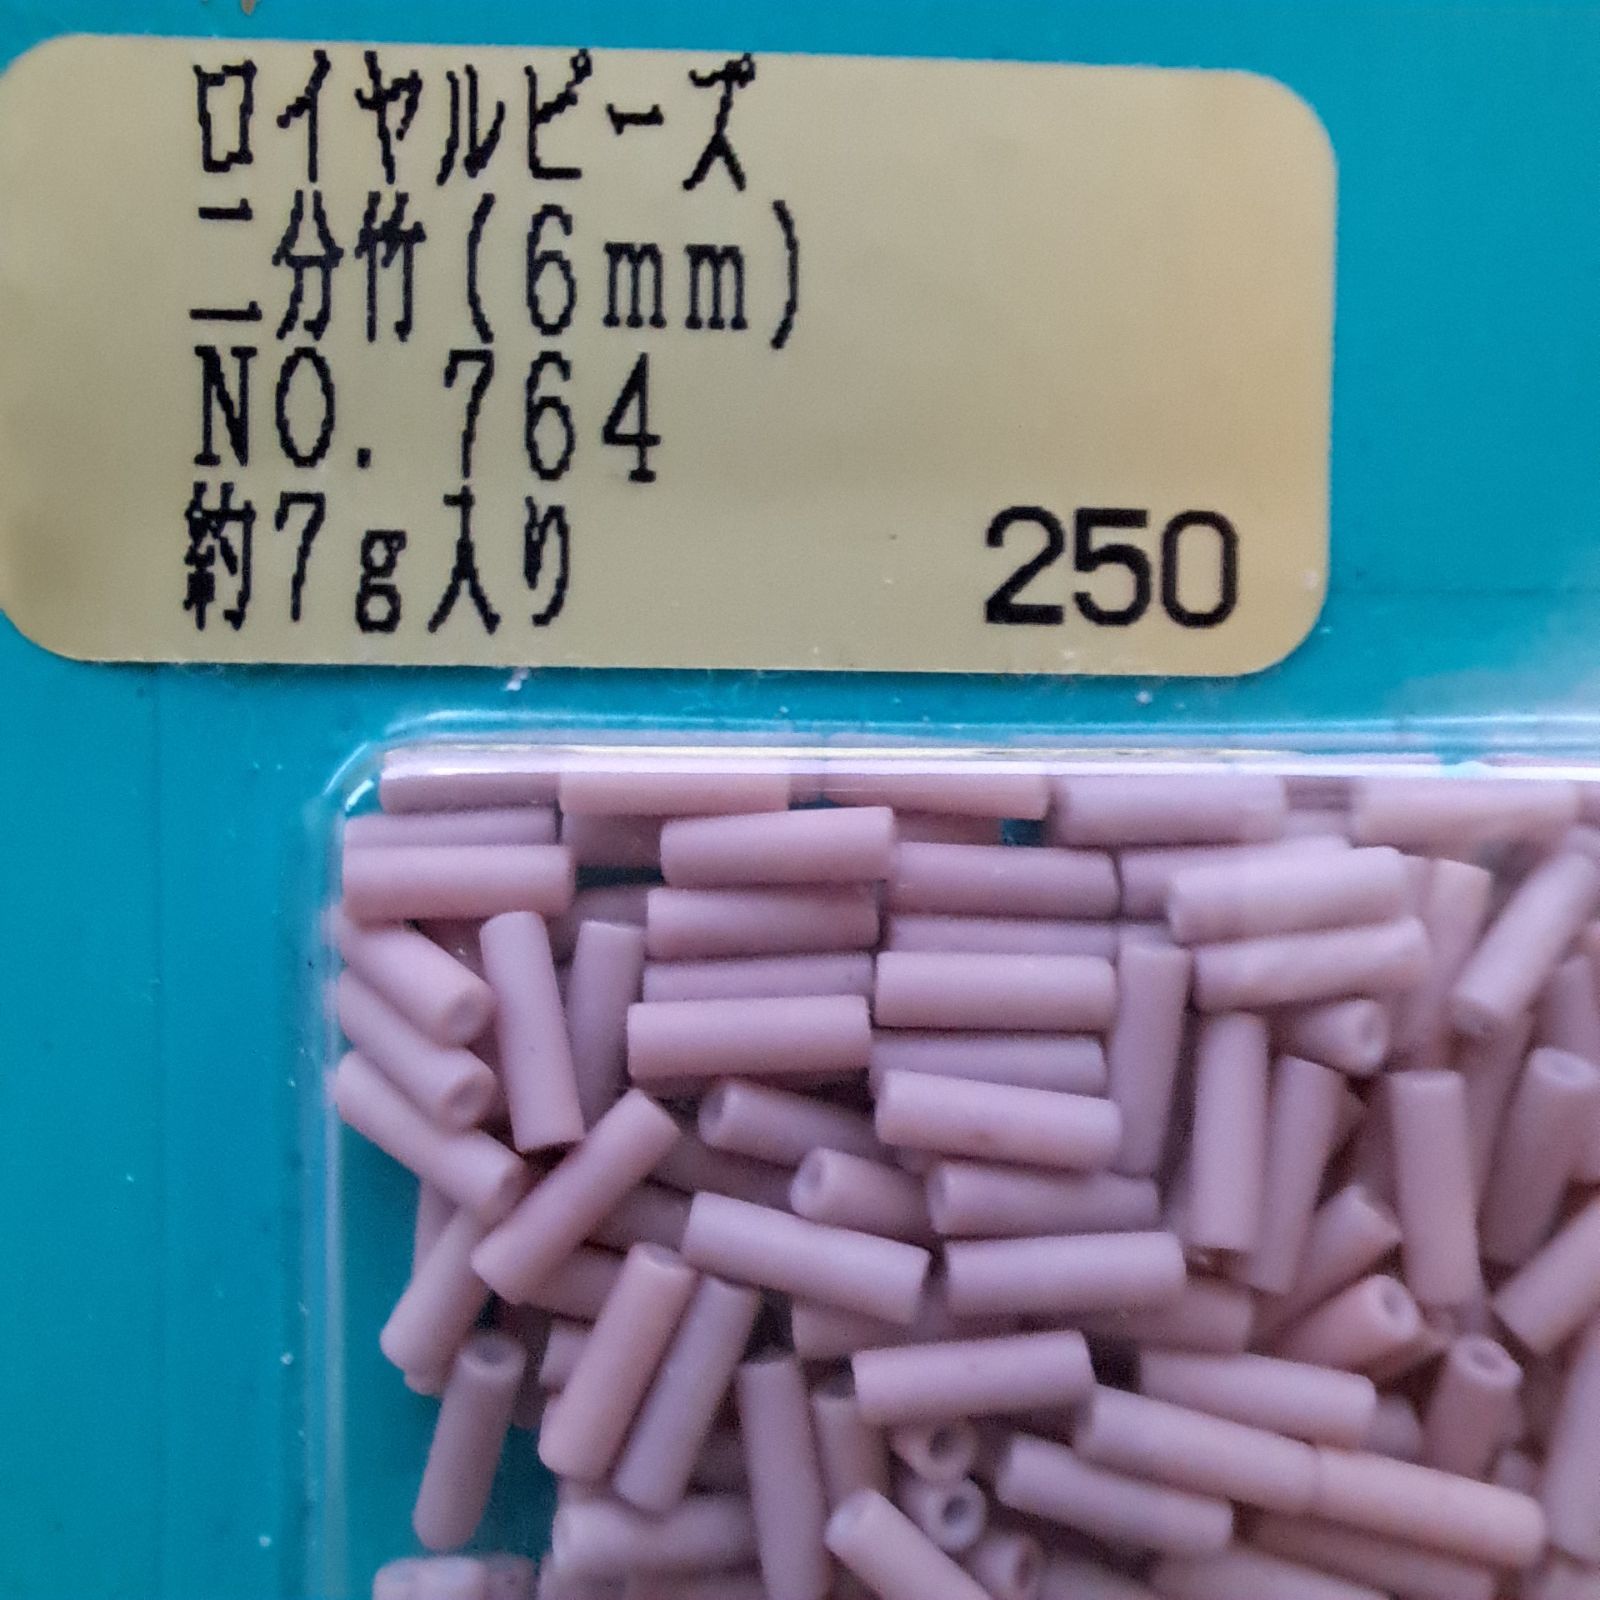 ロイヤルビーズ
二分竹(6mm)
NO.764
約7g入り
250